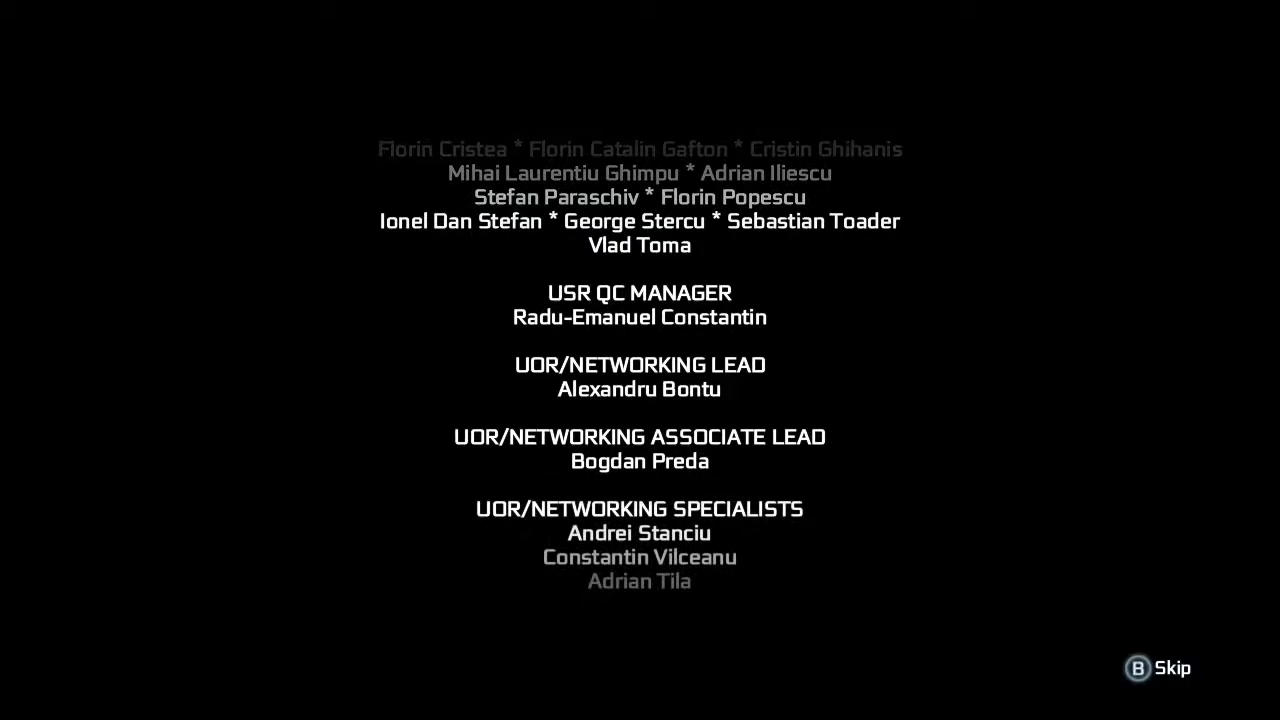 Florin Cristea * Florin Catalin Gafton * Cristin Ghihanis
Mihai Laurentiu Ghimpu * Adrian Iliescu
Stefan Paraschiv * Florin Popescu
Ionel Dan Stefan * George Stercu * Sebastian Toader
Vlad Toma
USR QC MANAGER
Radu-Emanuel Constantin
UOR/NETWORKING LEAD
Alexandru Bontu
UOR/NETWORKING ASSOCIATE LEAD
Bogdan Preda
UOR/NETWORKING SPECIALISTS
Andrei Stanciu
Constantin Vilceanu
Adrian Tila
B Skip